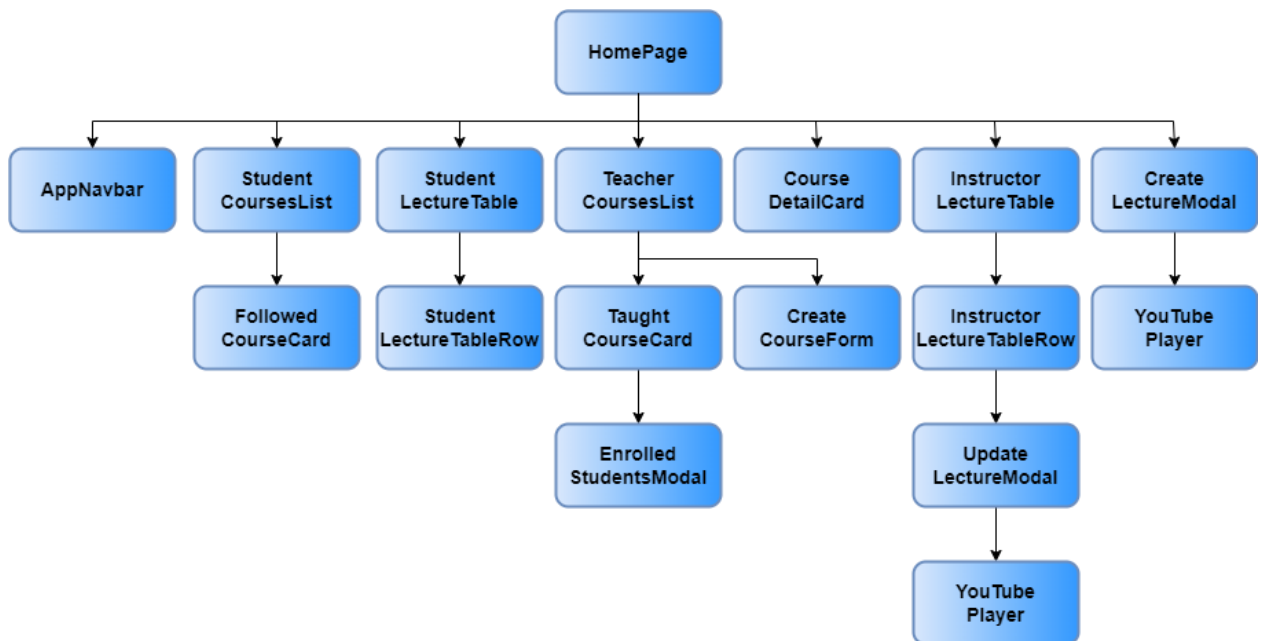 HomePage
AppNavbar
Student
CoursesList
Student
LectureTable
Teacher
CoursesList
Course
DetailCard
Instructor
LectureTable
Create
LectureModal
Followed
CourseCard
Student
LectureTableRow
Taught
CourseCard
Create
CourseForm
Instructor
LectureTableRow
YouTube
Player
Enrolled
StudentsModal
Update
LectureModal
YouTube
Player